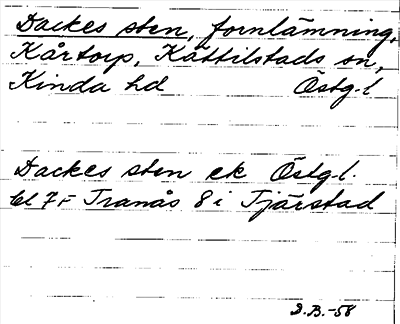 Dackes sten, fornlämning,
Kårtorp, Kättilstads sn,
Kinda hd Östg.l
Dackes sten ek Östg.l.
bl 7 F Tranås 8 i Tjärstad
D.B.-58